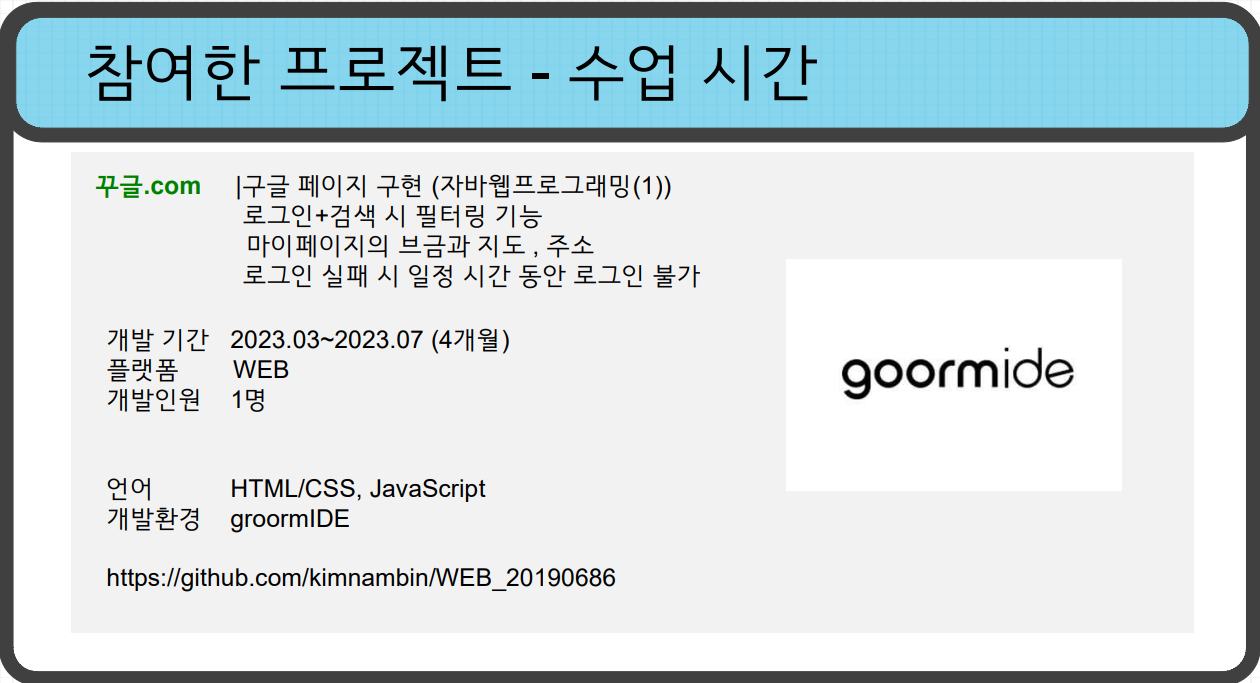 참여한 프로젝트 - 수업 시간
꾸글.com |구글 페이지 구현 (자바웹프로그래밍(1))
로그인+검색 시 필터링 기능
마이페이지의 브금과 지도 , 주소
로그인 실패 시 일정 시간 동안 로그인 불가
개발 기간 2023.03~2023.07 (4개월)
플랫폼 WEB
개발인원 1명
goormide
언어 HTML/CSS, JavaScript
개발환경 groormIDE
https://github.com/kimnambin/WEB_20190686